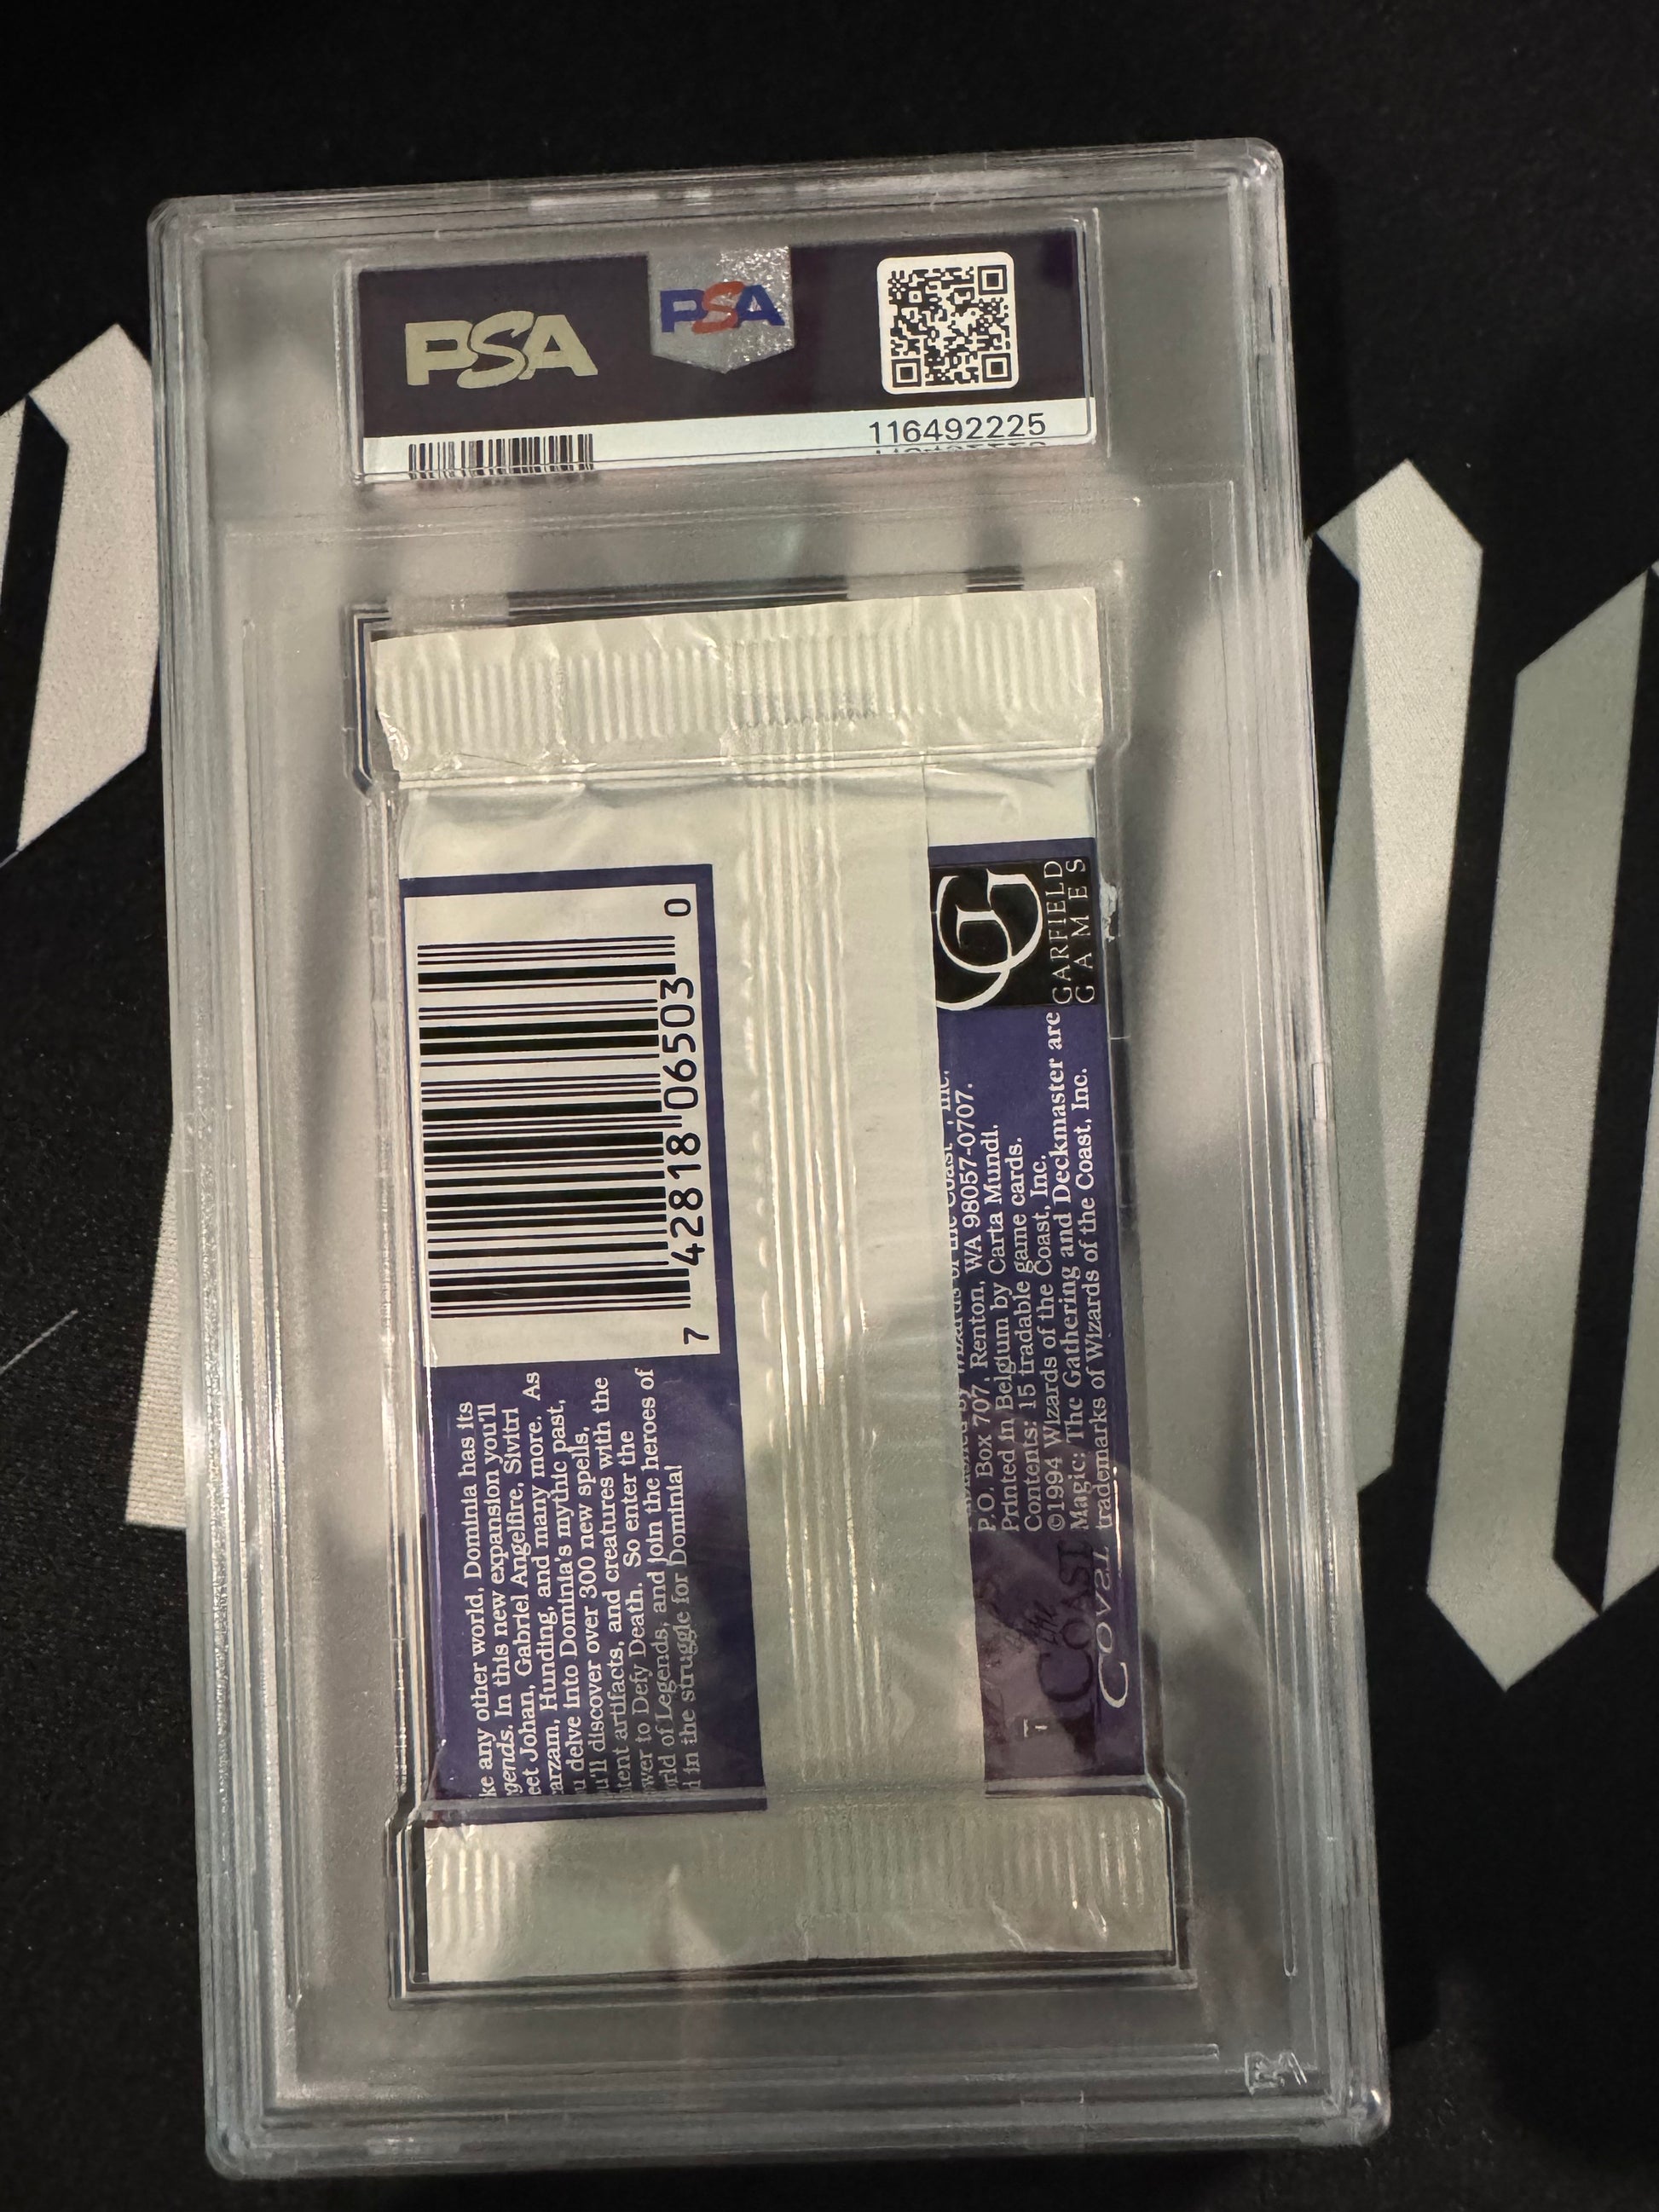 PSA
PSA
116492225
7 42818 06503 0
GARFIELD
GAMES
ke any other world, Dominia has its
gends. In this new expansion you'll
eet Johan, Gabriel Angelfire, Sivitri
arzam, Hunding, and many more. As
u delve into Dominia's mythic past,
u'll discover over 300 new spells,
tent artifacts, and creatures with the
wer to Defy Death. So enter the
rld of Legends, and join the heroes of
d in the struggle for Dominia!
P.O. Box 707, Renton, WA 98057-0707.
Printed in Belgium by Carta Mundi.
Contents: 15 tradable game cards.
©1994 Wizards of the Coast, Inc.
Magic: The Gathering and Deckmaster are
trademarks of Wizards of the Coast, Inc.
the
COAST
PSA